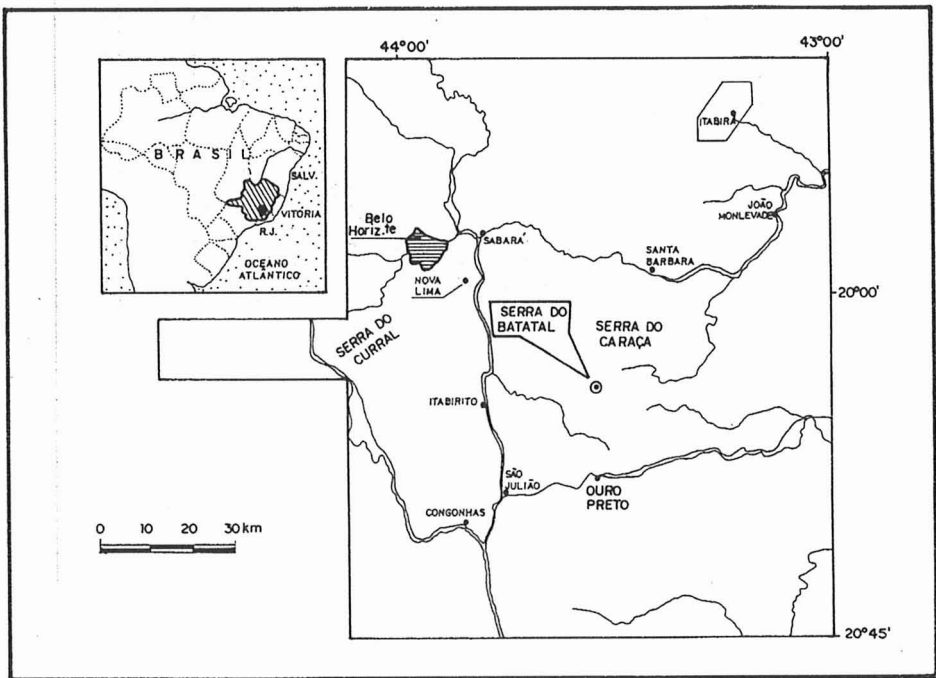 44°00'
43°00'
BRASIL
SALV.
VITÓRIA
R.J.
OCEANO
ATLÂNTICO
ITABIRA
JOÃO
MONLEVADE
Belo
Horiz.te
SABARÁ
SANTA
BARBARA
NOVA
LIMA
20°00'
SERRA DO
CURRAL
SERRA DO
BATATAL
SERRA DO
CARAÇA
ITABIRITO
SÃO
JULIÃO
OURO
PRETO
CONGONHAS
0 10 20 30 km
20°45'